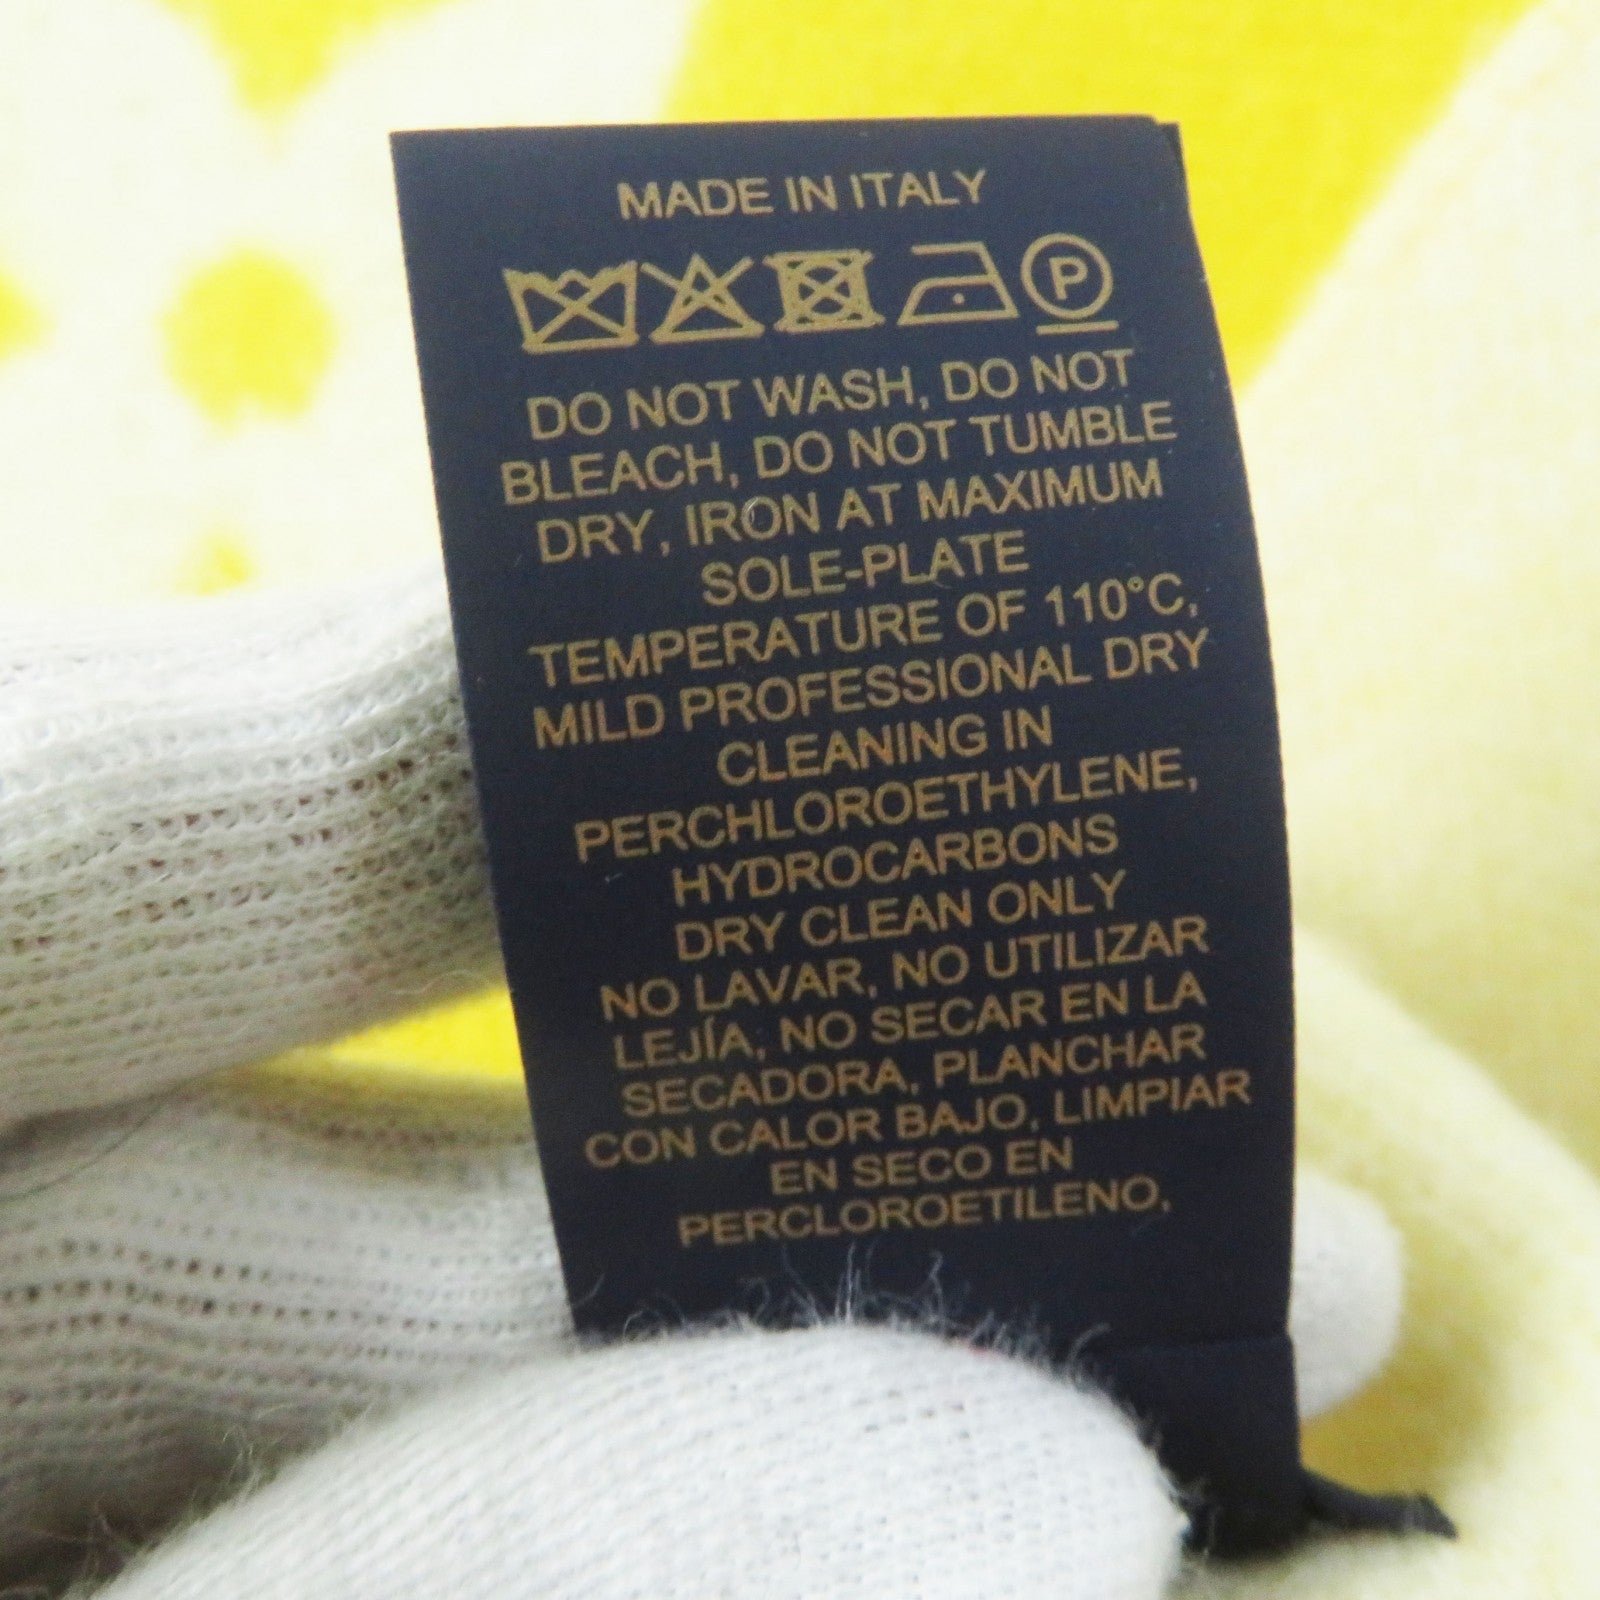 MADE IN ITALY
P
DO NOT WASH, DO NOT
BLEACH, DO NOT TUMBLE
DRY, IRON AT MAXIMUM
SOLE-PLATE
TEMPERATURE OF 110°C,
MILD PROFESSIONAL DRY
CLEANING IN
PERCHLOROETHYLENE,
HYDROCARBONS
DRY CLEAN ONLY
NO LAVAR, NO UTILIZAR
LEJÍA, NO SECAR EN LA
SECADORA, PLANCHAR
CON CALOR BAJO, LIMPIAR
EN SECO EN
PERCLOROETILENO,